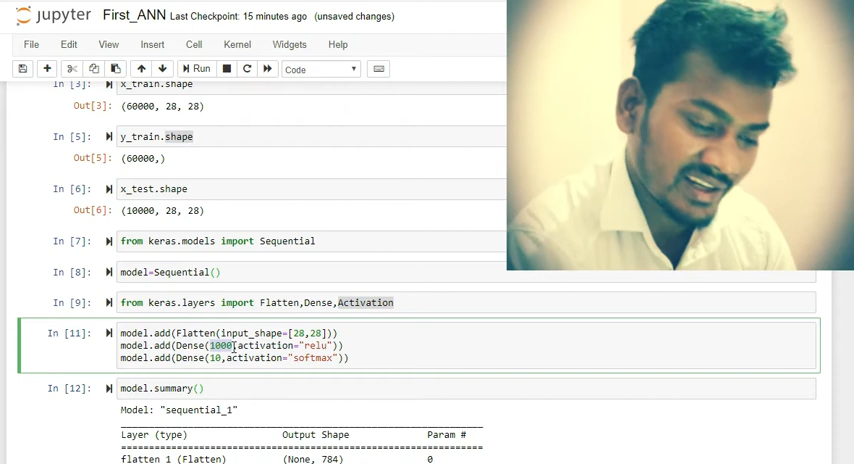 jupyter First_ANN Last Checkpoint: 15 minutes ago (unsaved changes)
File Edit View Insert Cell Kernel Widgets Help
Run Code
In [3]: x_train.shape
Out[3]: (60000, 28, 28)
In [5]: y_train.shape
Out[5]: (60000,)
In [6]: x_test.shape
Out[6]: (10000, 28, 28)
In [7]: from keras.models import Sequential
In [8]: model=Sequential()
In [9]: from keras.layers import Flatten,Dense,Activation
In [11]: model.add(Flatten(input_shape=[28,28]))
model.add(Dense(1000,activation="relu"))
model.add(Dense(10,activation="softmax"))
In [12]: model.summary()
Model: "sequential_1"
Layer (type) Output Shape Param #
flatten_1 (Flatten) (None, 784) 0